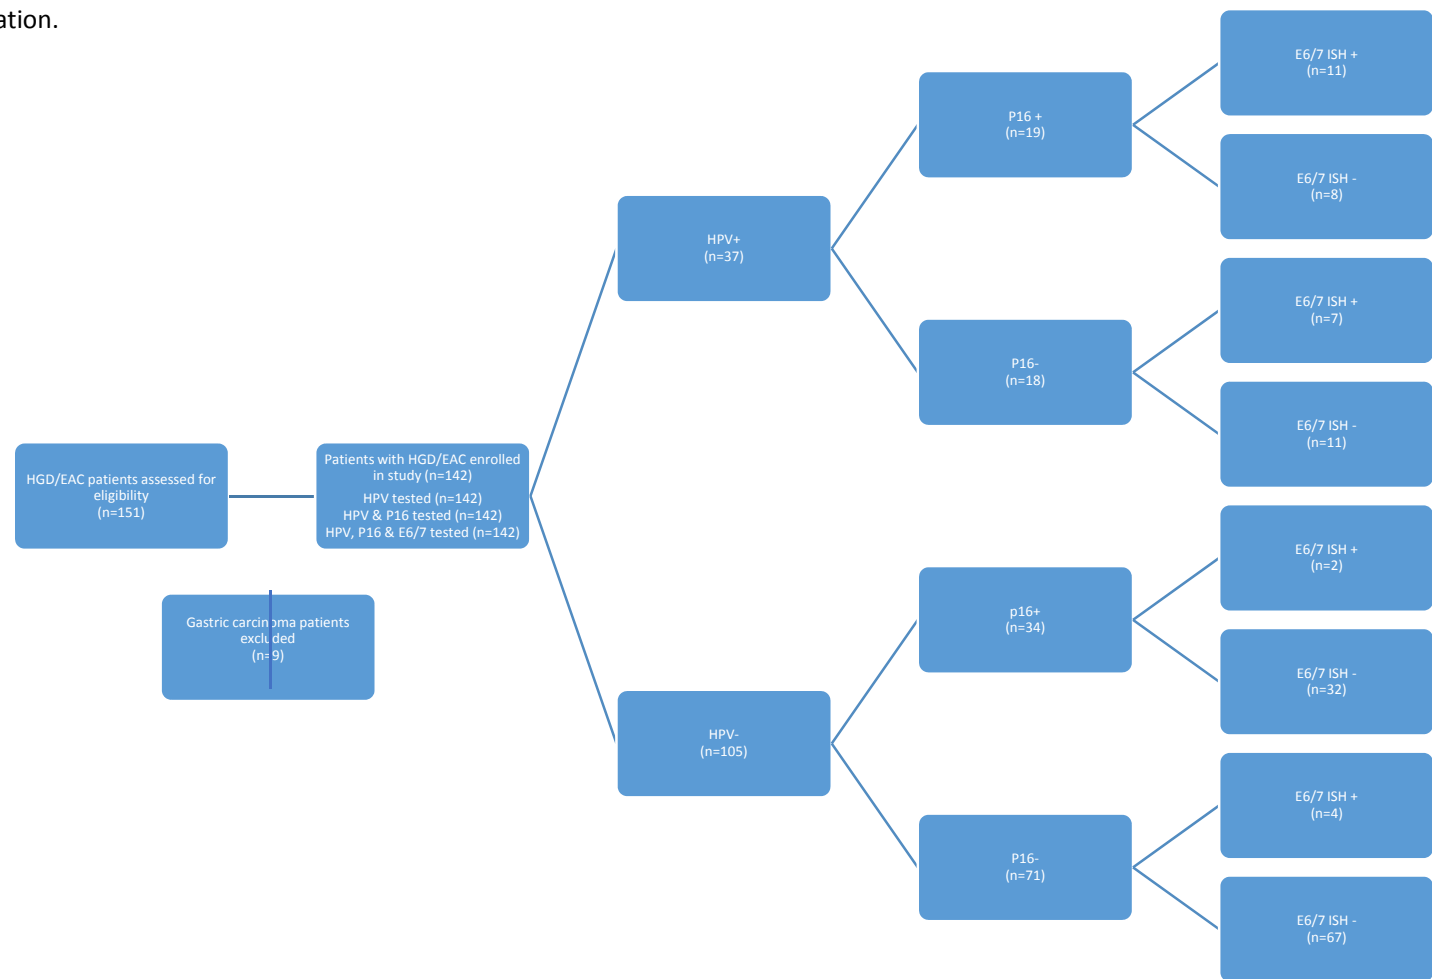 ation.
HGD/EAC patients assessed for
eligibility
(n=151)
Gastric carcinoma patients
excluded
(n=9)
Patients with HGD/EAC enrolled
in study (n=142)
HPV tested (n=142)
HPV & P16 tested (n=142)
HPV, P16 & E6/7 tested (n=142)
HPV+
(n=37)
P16 +
(n=19)
E6/7 ISH +
(n=11)
E6/7 ISH -
(n=8)
P16-
(n=18)
E6/7 ISH +
(n=7)
E6/7 ISH -
(n=11)
HPV-
(n=105)
p16+
(n=34)
E6/7 ISH +
(n=2)
E6/7 ISH -
(n=32)
P16-
(n=71)
E6/7 ISH +
(n=4)
E6/7 ISH -
(n=67)